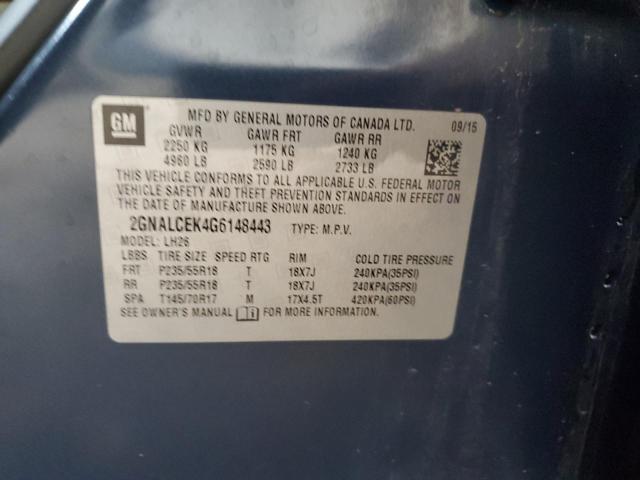 GM
MFD BY GENERAL MOTORS OF CANADA LTD. 09/15
GVWR GAWR FRT GAWR RR
2250 KG 1175 KG 1240 KG
4960 LB 2590 LB 2733 LB
THIS VEHICLE CONFORMS TO ALL APPLICABLE U.S. FEDERAL MOTOR
VEHICLE SAFETY AND THEFT PREVENTION STANDARDS IN EFFECT ON
THE DATE OF MANUFACTURE SHOWN ABOVE.
2GNALCEK4G6148443 TYPE: M.P.V.
MODEL: LH26
LBBS TIRE SIZE SPEED RTG RIM COLD TIRE PRESSURE
FRT P235/55R18 T 18X7J 240KPA(35PSI)
RR P235/55R18 T 18X7J 240KPA(35PSI)
SPA T145/70R17 M 17X4.5T 420KPA(60PSI)
SEE OWNER'S MANUAL FOR MORE INFORMATION.